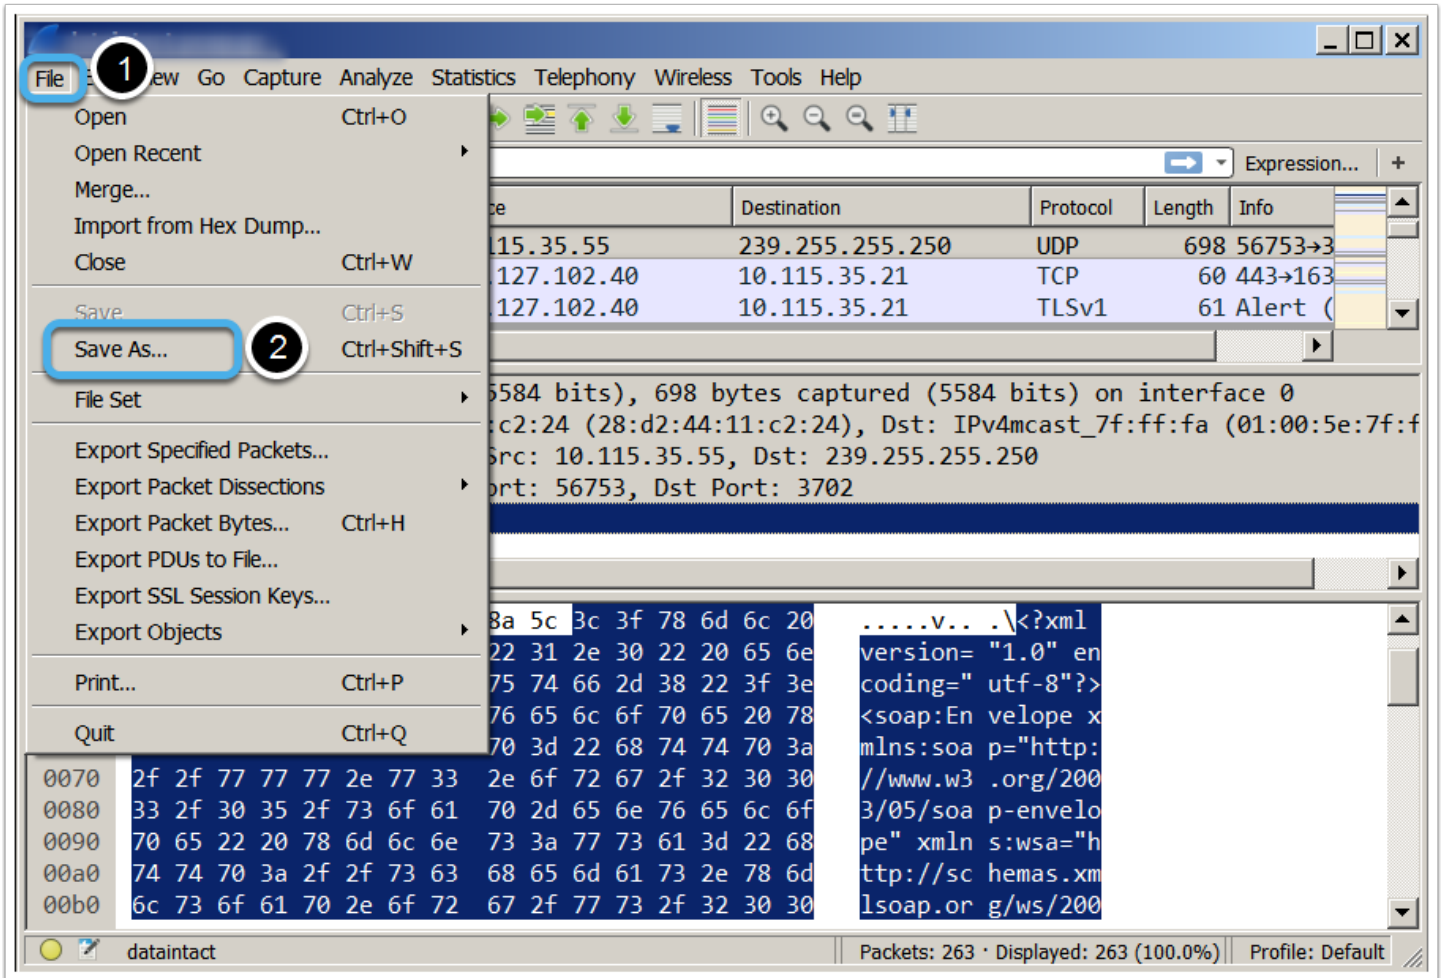 1
File ew Go Capture Analyze Statistics Telephony Wireless Tools Help
Open Ctrl+O
Open Recent
Merge...
Import from Hex Dump...
Close Ctrl+W
Save Ctrl+S
Save As... 2 Ctrl+Shift+S
File Set
Export Specified Packets...
Export Packet Dissections
Export Packet Bytes... Ctrl+H
Export PDUs to File...
Export SSL Session Keys...
Export Objects
Print... Ctrl+P
Quit Ctrl+Q
Expression... +
ce Destination Protocol Length Info
115.35.55 239.255.255.250 UDP 698 56753→3
.127.102.40 10.115.35.21 TCP 60 443→163
.127.102.40 10.115.35.21 TLSv1 61 Alert (
5584 bits), 698 bytes captured (5584 bits) on interface 0
:c2:24 (28:d2:44:11:c2:24), Dst: IPv4mcast_7f:ff:fa (01:00:5e:7f:f
Src: 10.115.35.55, Dst: 239.255.255.250
ort: 56753, Dst Port: 3702
8a 5c 3c 3f 78 6d 6c 20 .....v.. .\<?xml
22 31 2e 30 22 20 65 6e version= "1.0" en
75 74 66 2d 38 22 3f 3e coding=" utf-8"?>
76 65 6c 6f 70 65 20 78 <soap:En velope x
70 3d 22 68 74 74 70 3a mlns:soa p="http:
0070 2f 2f 77 77 77 2e 77 33 2e 6f 72 67 2f 32 30 30 //www.w3 .org/200
0080 33 2f 30 35 2f 73 6f 61 70 2d 65 6e 76 65 6c 6f 3/05/soa p-envelo
0090 70 65 22 20 78 6d 6c 6e 73 3a 77 73 61 3d 22 68 pe" xmln s:wsa="h
00a0 74 74 70 3a 2f 2f 73 63 68 65 6d 61 73 2e 78 6d ttp://sc hemas.xm
00b0 6c 73 6f 61 70 2e 6f 72 67 2f 77 73 2f 32 30 30 lsoap.or g/ws/200
dataintact Packets: 263 · Displayed: 263 (100.0%) Profile: Default